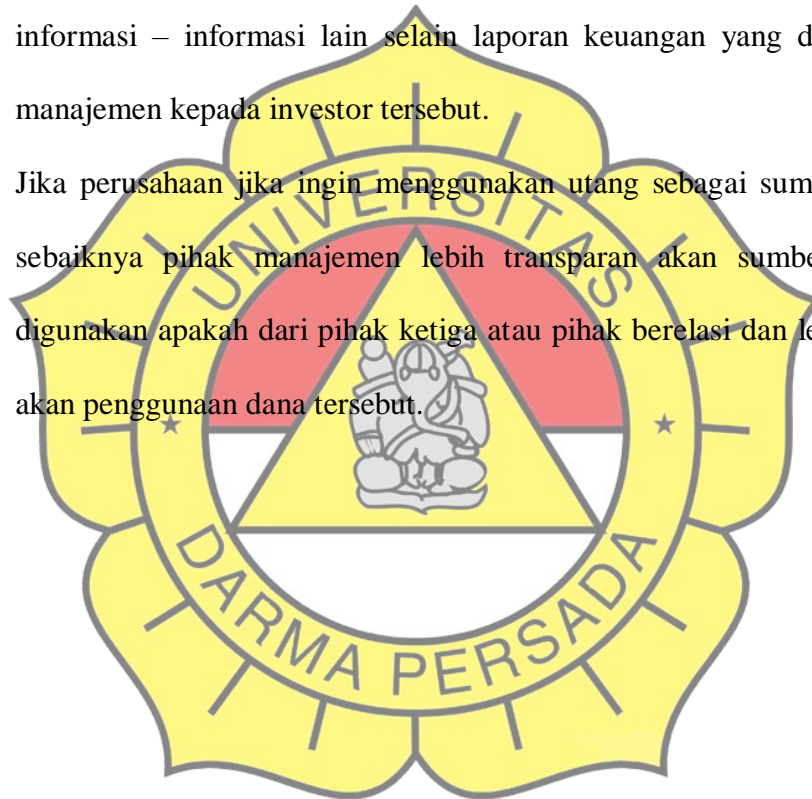 informasi – informasi lain selain laporan keuangan yang d
manajemen kepada investor tersebut.
Jika perusahaan jika ingin menggunakan utang sebagai sum
sebaiknya pihak manajemen lebih transparan akan sumbe
digunakan apakah dari pihak ketiga atau pihak berelasi dan le
akan penggunaan dana tersebut.
UNIVERSITAS
DARMA PERSADA